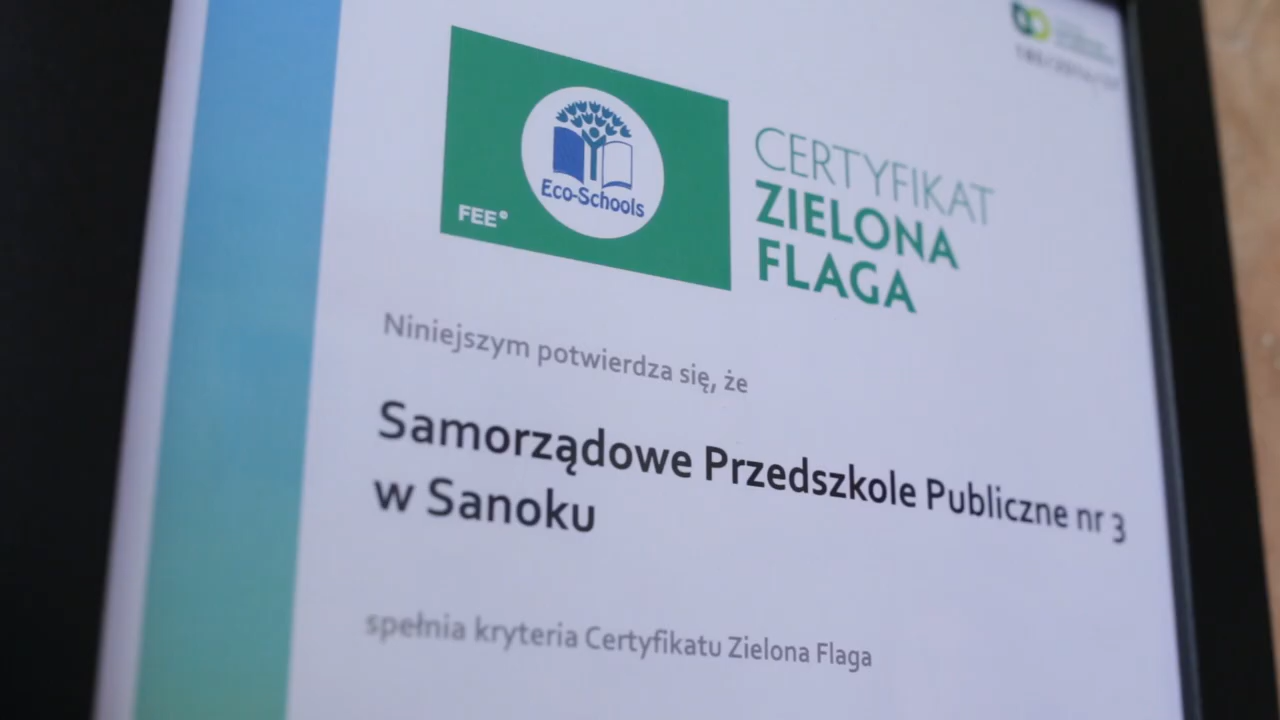 Eco-Schools
FEE®
CERTYFIKAT
ZIELONA
FLAGA
Niniejszym potwierdza się, że
Samorządowe Przedszkole Publiczne nr 3
w Sanoku
spełnia kryteria Certyfikatu Zielona Flaga